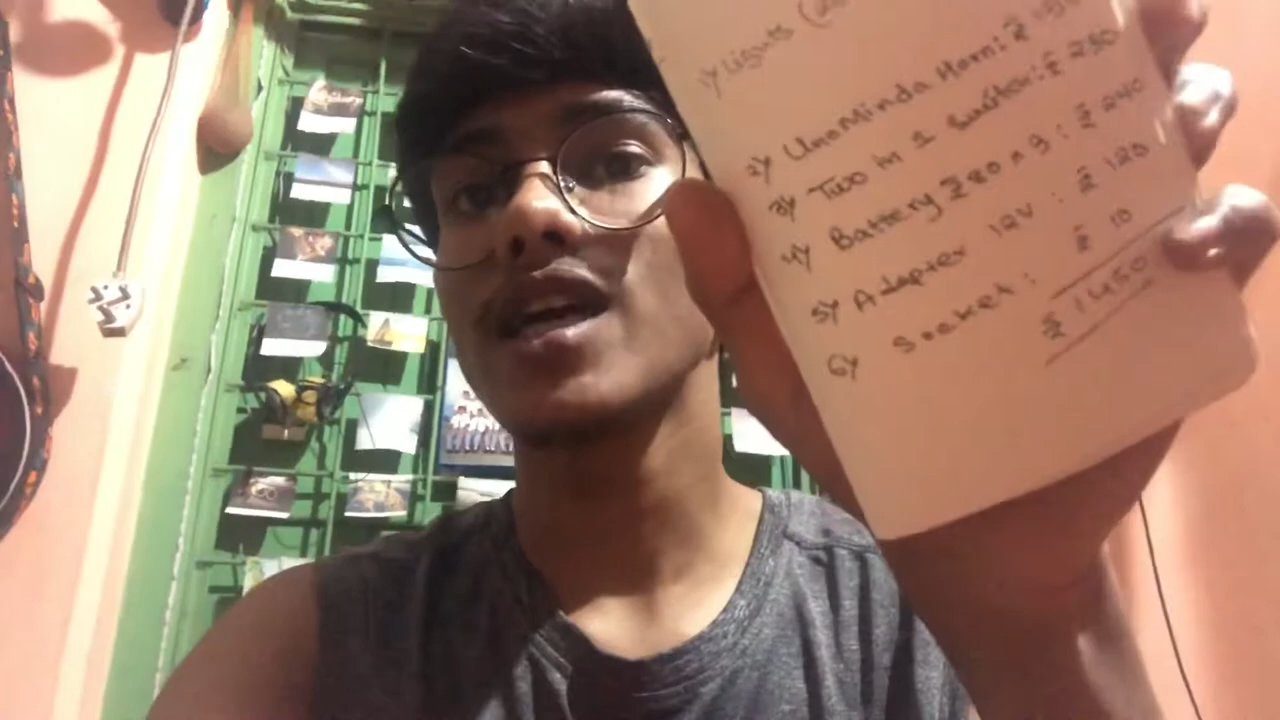 1) Lights
2) UnoMinda Horn: ₹
3) Two in 1 Switch: ₹ 250
4) Battery ₹80 x 3 : ₹ 240
5) Adapter 12V : ₹ 120
6) Socket : ₹ 10
₹ 1450